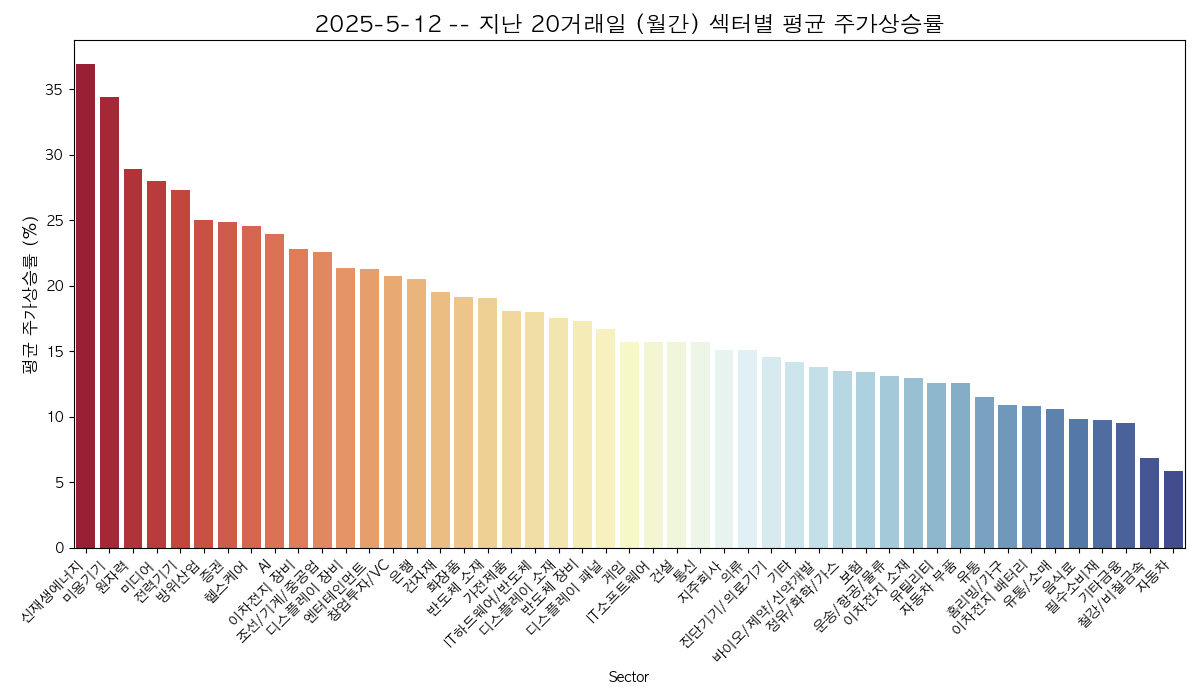 2025-5-12 -- 지난 20거래일 (월간) 섹터별 평균 주가상승률
평균 주가상승률 (%)
35
30
25
20
15
10
5
0
신재생에너지
미용기기
원자력
미디어
전력기기
방위산업
증권
헬스케어
AI
이차전지 장비
조선/기계/중공업
디스플레이 장비
엔터테인먼트
창업투자/VC
은행
건자재
화장품
반도체 소재
가전제품
IT하드웨어/반도체
디스플레이 소재
반도체 장비
디스플레이 패널
게임
IT소프트웨어
건설
통신
지주회사
의류
진단기기/의료기기
기타
바이오/제약/신약개발
정유/화학/가스
보험
운송/항공/물류
이차전지 소재
유틸리티
자동차 부품
유통
홈리빙/가구
이차전지 배터리
유통/소매
음식료
필수소비재
기타금융
철강/비철금속
자동차
Sector